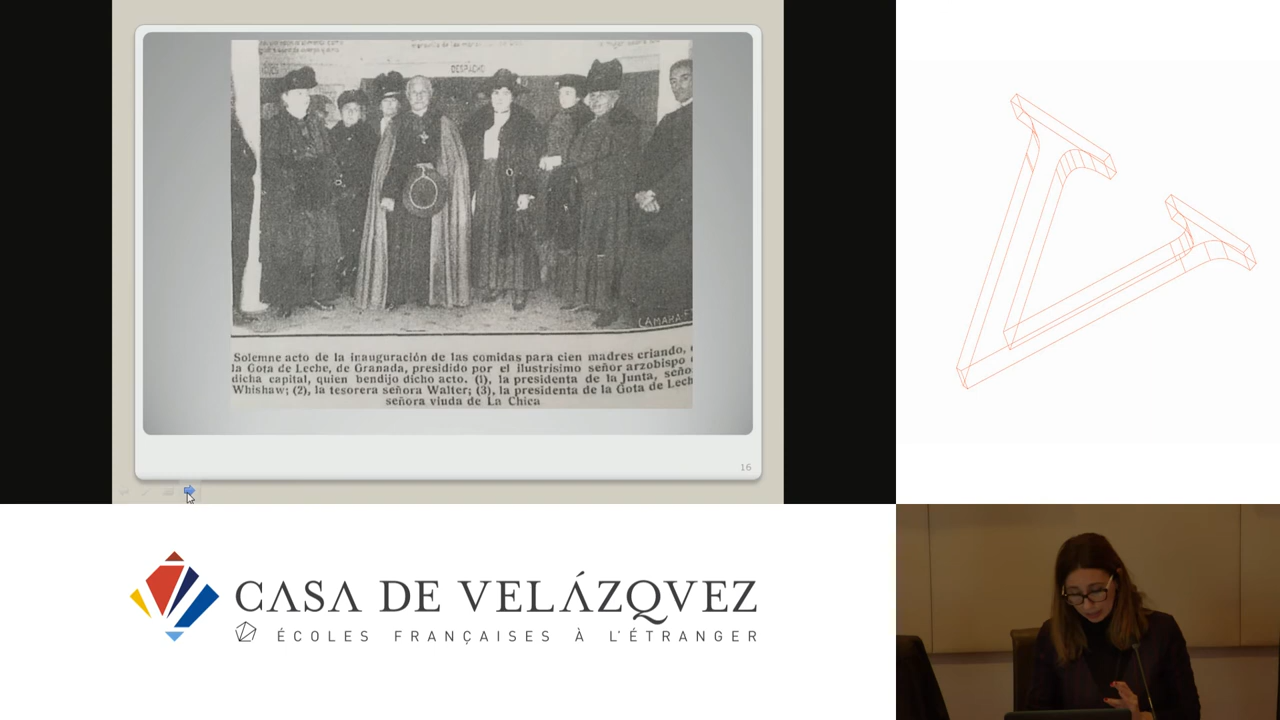 DESPACHO
CAMARA-F
Solemne acto de la inauguración de las comidas para cien madres criando,
la Gota de Leche, de Granada, presidido por el ilustrísimo señor arzobispo
dicha capital, quien bendijo dicho acto. (1), la presidenta de la Junta, seño
Whishaw; (2), la tesorera señora Walter; (3), la presidenta de la Gota de Lech
señora viuda de La Chica
16
CASA DE VELÁZQVEZ
ÉCOLES FRANÇAISES À L'ÉTRANGER